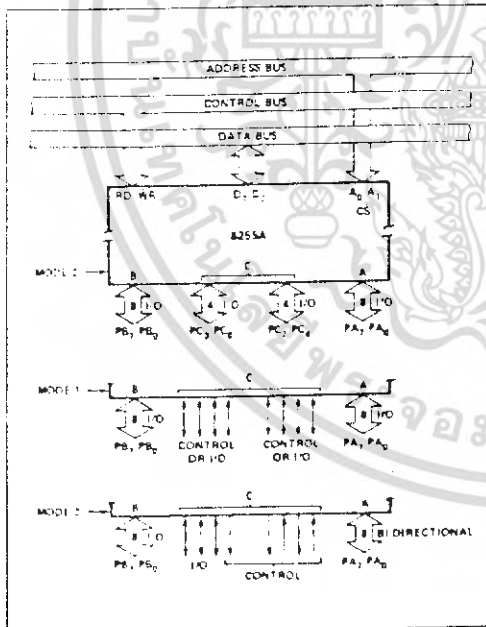 ADDRESS BUS
CONTROL BUS
DATA BUS
RD WR D7 D0 A0 A1
CS
8255A
MODE 0
B C A
8 I/O 4 I/O 4 I/O 8 I/O
PB7 PB0 PC3 PC0 PC7 PC4 PA7 PA0
MODE 1
B C A
8 I/O 8 I/O
PB7 PB0 CONTROL OR I/O CONTROL OR I/O PA7 PA0
MODE 2
B C A
8 I/O 8 BI DIRECTIONAL
PB7 PB0 I/O CONTROL PA7 PA0